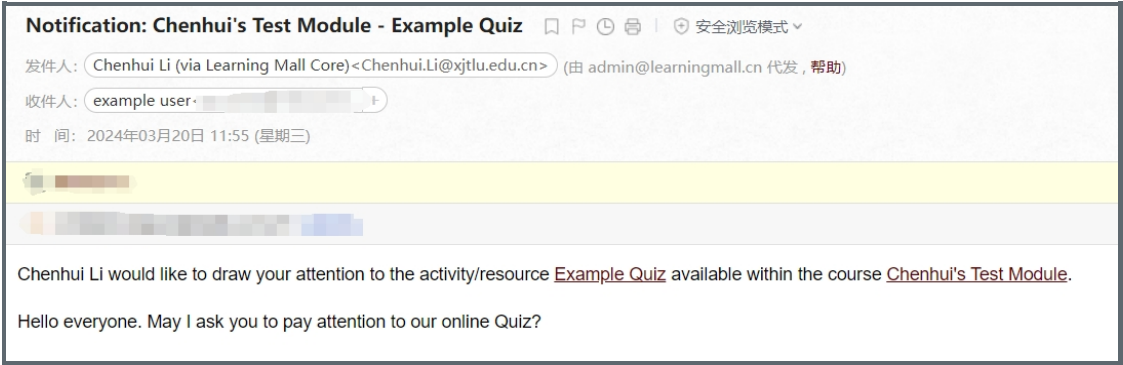 Notification: Chenhui's Test Module - Example Quiz 安全浏览模式
发件人: Chenhui Li (via Learning Mall Core)<Chenhui.Li@xjtlu.edu.cn> (由 admin@learningmall.cn 代发 , 帮助)
收件人: example user<
时 间: 2024年03月20日 11:55 (星期三)
Chenhui Li would like to draw your attention to the activity/resource Example Quiz available within the course Chenhui's Test Module.
Hello everyone. May I ask you to pay attention to our online Quiz?